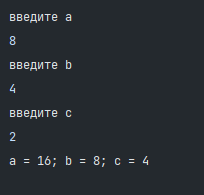 введите a
8
введите b
4
введите c
2
a = 16; b = 8; c = 4